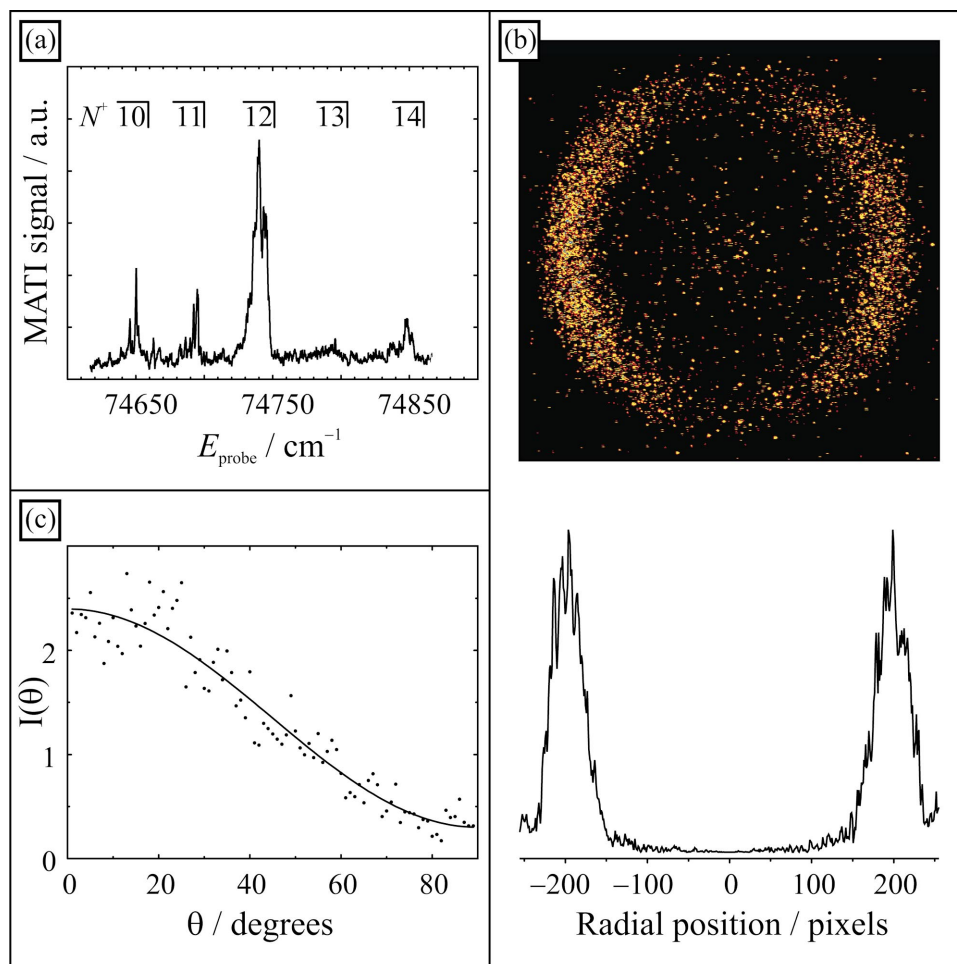 (a)
N⁺ 10 11 12 13 14
MATI signal / a.u.
74650 74750 74850
E_probe / cm⁻¹
(b)
−200 −100 0 100 200
Radial position / pixels
(c)
I(θ)
2
1
0
0 20 40 60 80
θ / degrees